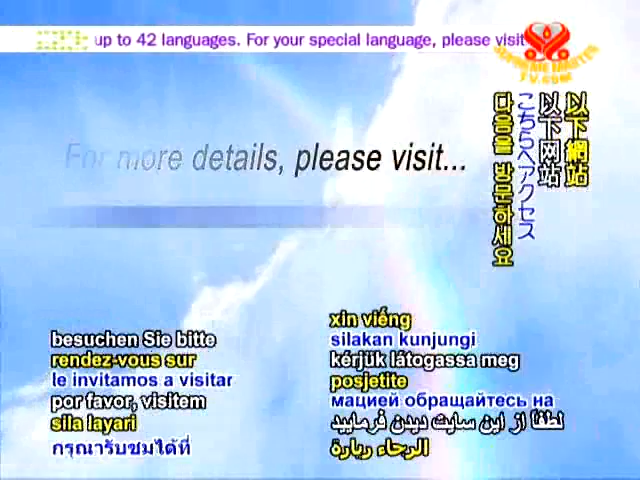 up to 42 languages. For your special language, please visit
SUPREME MASTER
TV.COM
For more details, please visit...
以下網站
以下网站
こちらへアクセス
다음을 방문하세요
besuchen Sie bitte
rendez-vous sur
le invitamos a visitar
por favor, visitem
sila layari
กรุณารับชมได้ที่
xin viếng
silakan kunjungi
kérjük látogassa meg
posjetite
мацией обращайтесь на
لطفاً از این سایت دیدن فرمایید
الرجاء زيارة